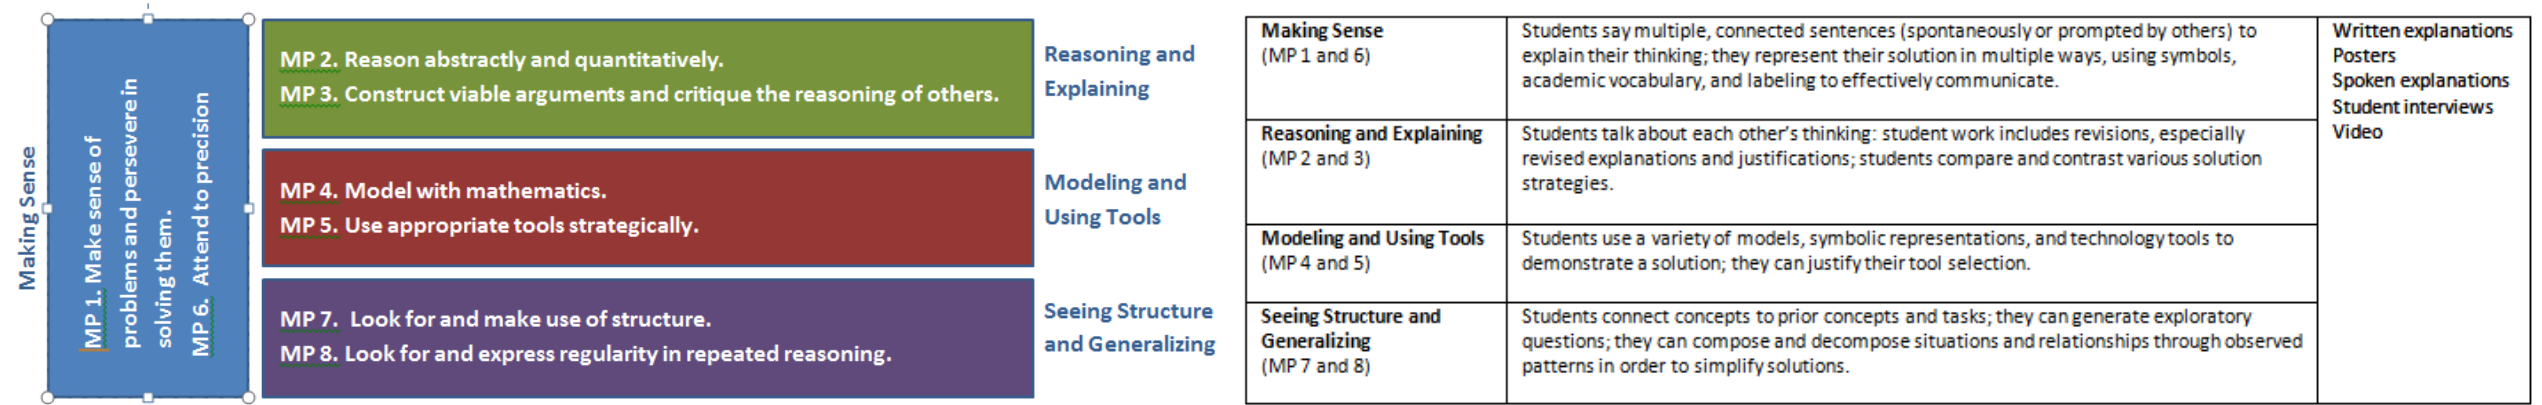 Making Sense
MP 1. Make sense of
problems and persevere in
solving them.
MP 6.  Attend to precision
MP 2. Reason abstractly and quantitatively.
MP 3. Construct viable arguments and critique the reasoning of others.
Reasoning and
Explaining
MP 4. Model with mathematics.
MP 5. Use appropriate tools strategically.
Modeling and
Using Tools
MP 7.  Look for and make use of structure.
MP 8. Look for and express regularity in repeated reasoning.
Seeing Structure
and Generalizing
Making Sense
(MP 1 and 6)
Students say multiple, connected sentences (spontaneously or prompted by others) to
explain their thinking; they represent their solution in multiple ways, using symbols,
academic vocabulary, and labeling to effectively communicate.
Reasoning and Explaining
(MP 2 and 3)
Students talk about each other’s thinking: student work includes revisions, especially
revised explanations and justifications; students compare and contrast various solution
strategies.
Modeling and Using Tools
(MP 4 and 5)
Students use a variety of models, symbolic representations, and technology tools to
demonstrate a solution; they can justify their tool selection.
Seeing Structure and
Generalizing
(MP 7 and 8)
Students connect concepts to prior concepts and tasks; they can generate exploratory
questions; they can compose and decompose situations and relationships through observed
patterns in order to simplify solutions.
Written explanations
Posters
Spoken explanations
Student interviews
Video